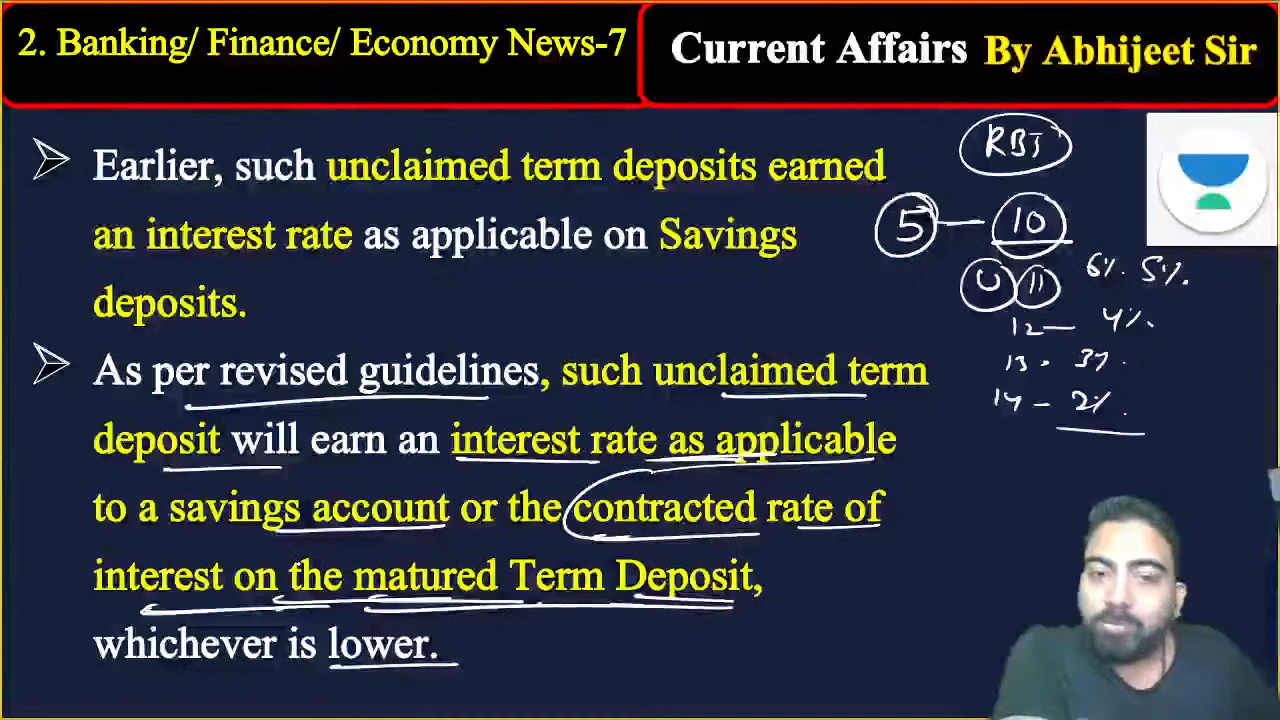 2. Banking/ Finance/ Economy News-7
Current Affairs By Abhijeet Sir
Earlier, such unclaimed term deposits earned
an interest rate as applicable on Savings
deposits.
As per revised guidelines, such unclaimed term
deposit will earn an interest rate as applicable
to a savings account or the contracted rate of
interest on the matured Term Deposit,
whichever is lower.
RBI
5 — 10
11 6% 5%.
12 — 4%.
13 - 3%.
14 - 2%.